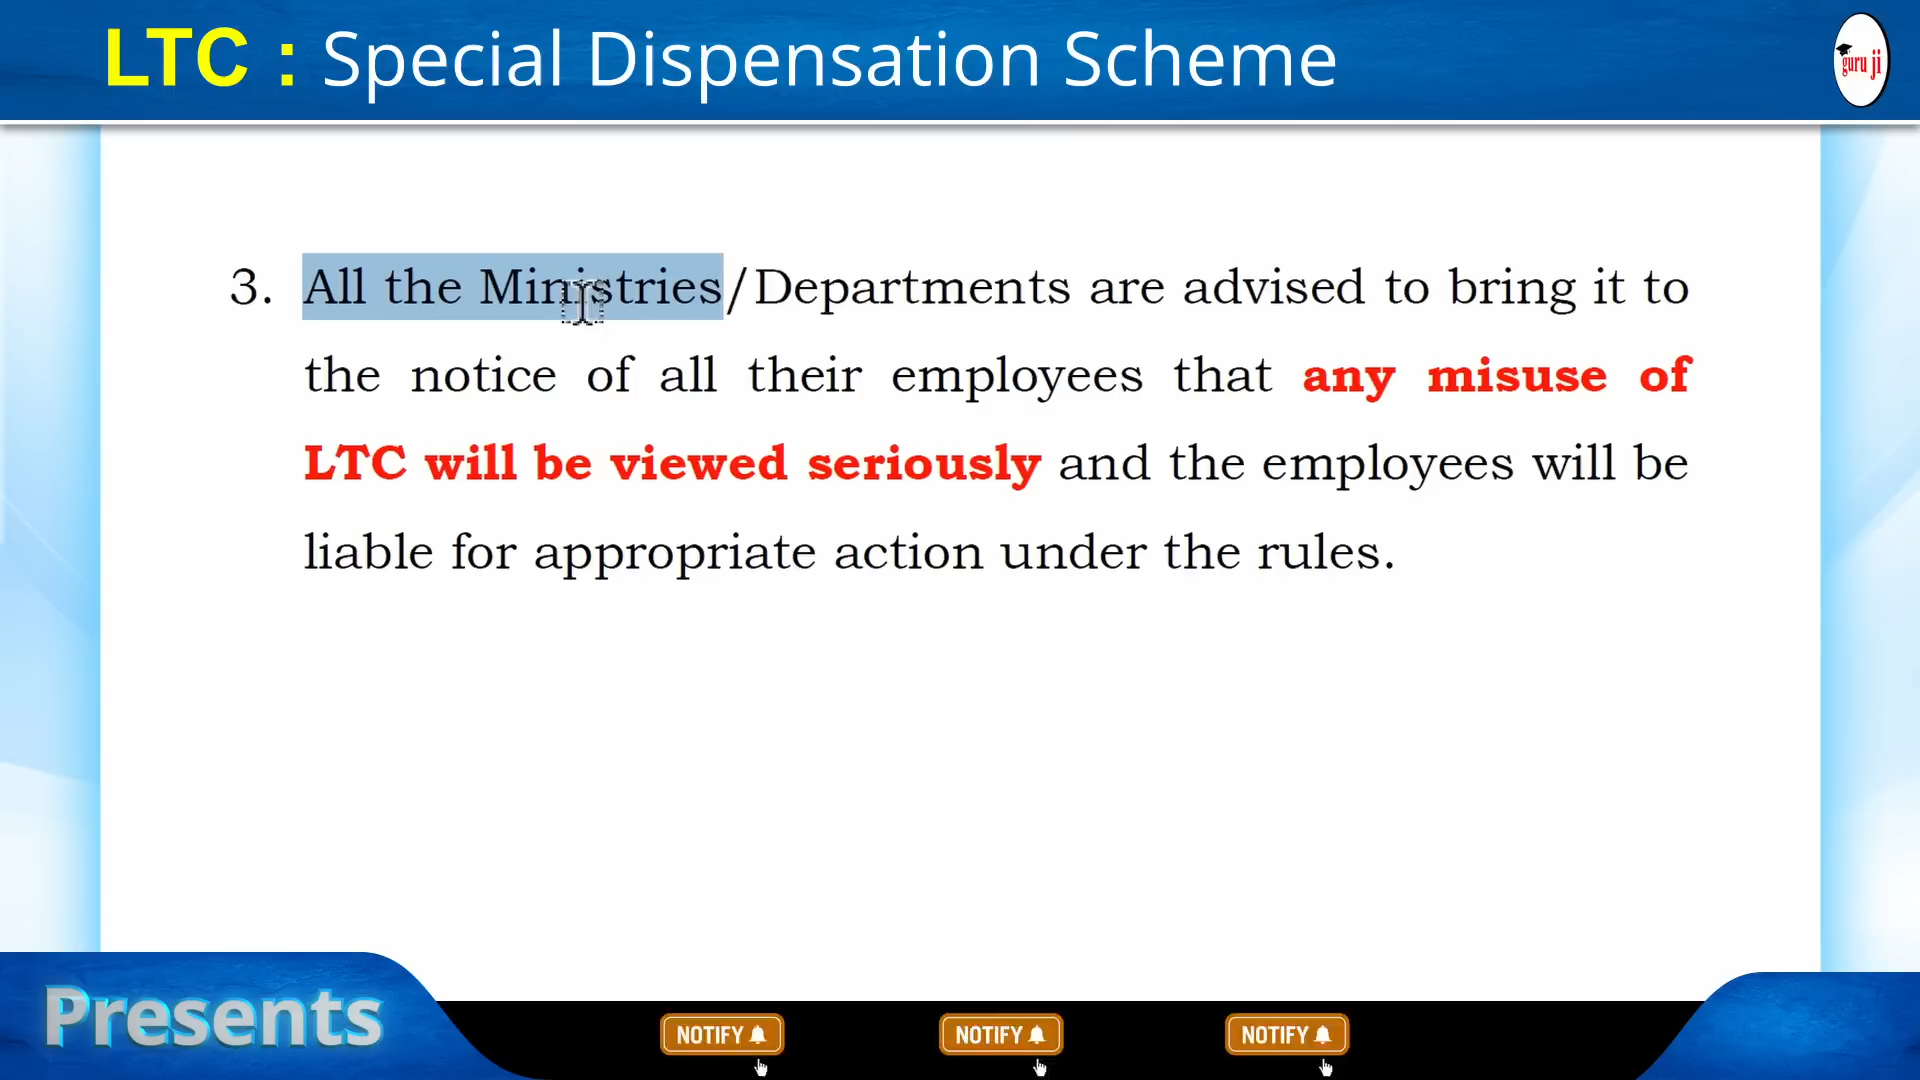 LTC : Special Dispensation Scheme
guru ji
3. All the Ministries/Departments are advised to bring it to
the notice of all their employees that any misuse of
LTC will be viewed seriously and the employees will be
liable for appropriate action under the rules.
Presents
NOTIFY NOTIFY NOTIFY